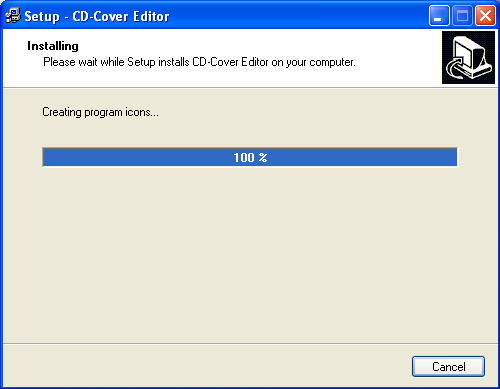 Setup - CD-Cover Editor
Installing
Please wait while Setup installs CD-Cover Editor on your computer.
Creating program icons...
100 %
Cancel